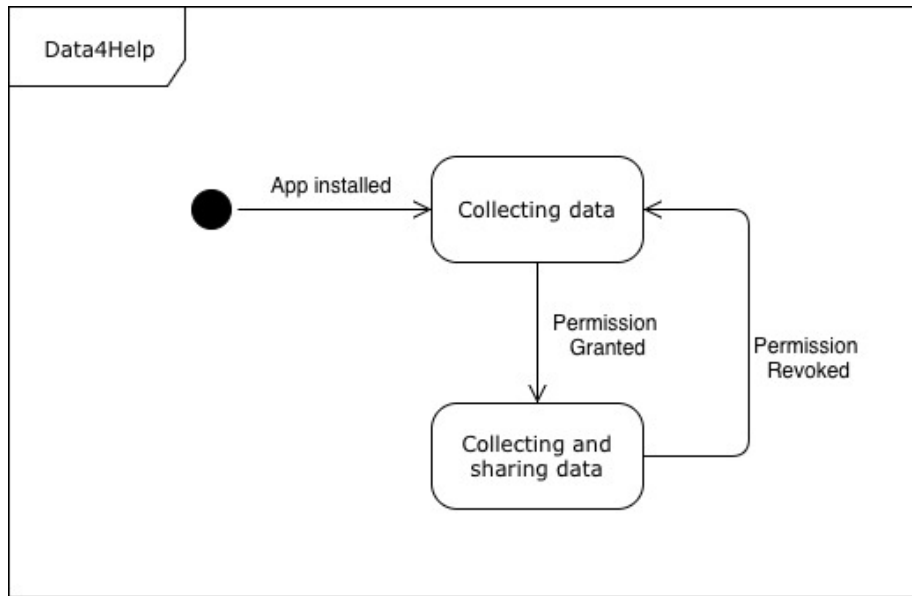 Data4Help
App installed
Collecting data
Permission
Granted
Permission
Revoked
Collecting and
sharing data